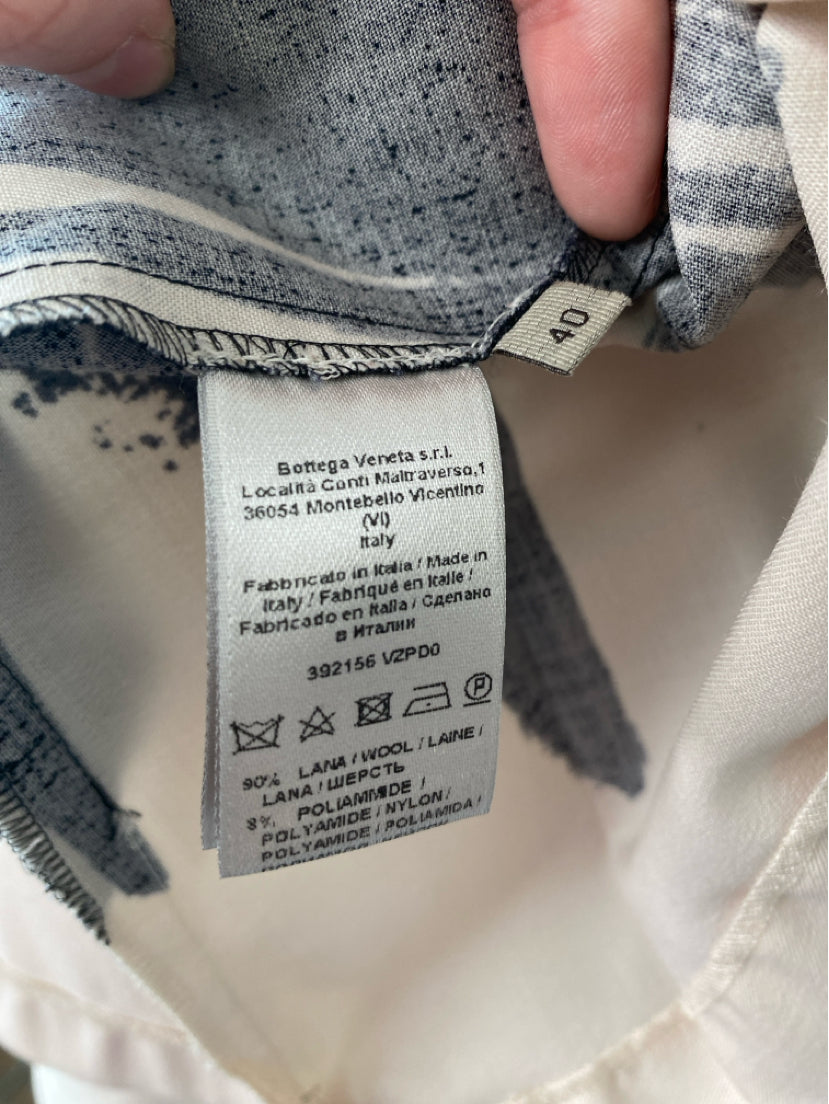 40
Bottega Veneta s.r.l.
Località Conti Maltraverso,1
36054 Montebello Vicentino
(VI)
Italy
Fabbricato in Italia / Made in
Italy / Fabriqué en Italie /
Fabricado en Italia / Сделано
в Италии
392156 VZPD0
P
90% LANA / WOOL / LAINE /
LANA / ШЕРСТЬ
8% POLIAMMIDE /
POLYAMIDE / NYLON /
POLYAMIDE / POLIAMIDA /